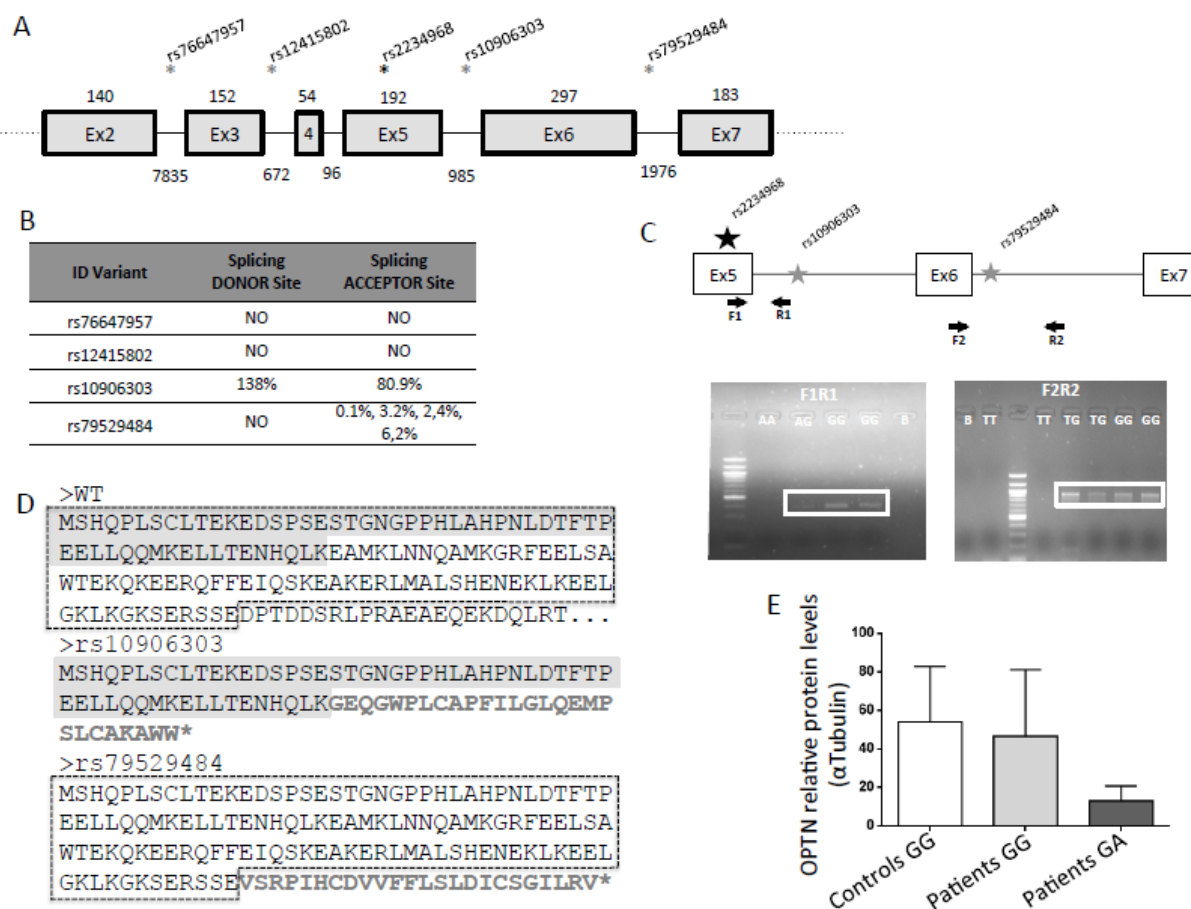 A
rs76647957
rs12415802
rs2234968
rs10906303
rs79529484
* * * * *
140 152 54 192 297 183
Ex2 Ex3 4 Ex5 Ex6 Ex7
7835 672 96 985 1976
B
ID Variant Splicing DONOR Site Splicing ACCEPTOR Site
rs76647957 NO NO
rs12415802 NO NO
rs10906303 138% 80.9%
rs79529484 NO 0.1%, 3.2%, 2,4%,
6,2%
C
rs2234968
rs10906303
rs79529484
Ex5 Ex6 Ex7
F1 R1 F2 R2
F1R1
AA AG GG GG B
F2R2
B TT TT TG TG GG GG
D
>WT
MSHQPLSCLTEKEDSPSESTGNGPPHLAHPNLDTFTP
EELLQQMKELLTENHQLKEAMKLNNQAMKGRFEELSA
WTEKQKEERQFFEIQSKEAKERLMALSHENEKLKEEL
GKLKGKSERSSEDPTDDSRLPRAEAEQEKDQLRT...
>rs10906303
MSHQPLSCLTEKEDSPSESTGNGPPHLAHPNLDTFTP
EELLQQMKELLTENHQLKGEQGWPLCAPFILGLQEMP
SLCAKAWW*
>rs79529484
MSHQPLSCLTEKEDSPSESTGNGPPHLAHPNLDTFTP
EELLQQMKELLTENHQLKEAMKLNNQAMKGRFEELSA
WTEKQKEERQFFEIQSKEAKERLMALSHENEKLKEEL
GKLKGKSERSSEVSRPIHCDVVFFLSLDICSGILRV*
E
OPTN relative protein levels
(αTubulin)
100
80
60
40
20
0
Controls GG
Patients GG
Patients GA